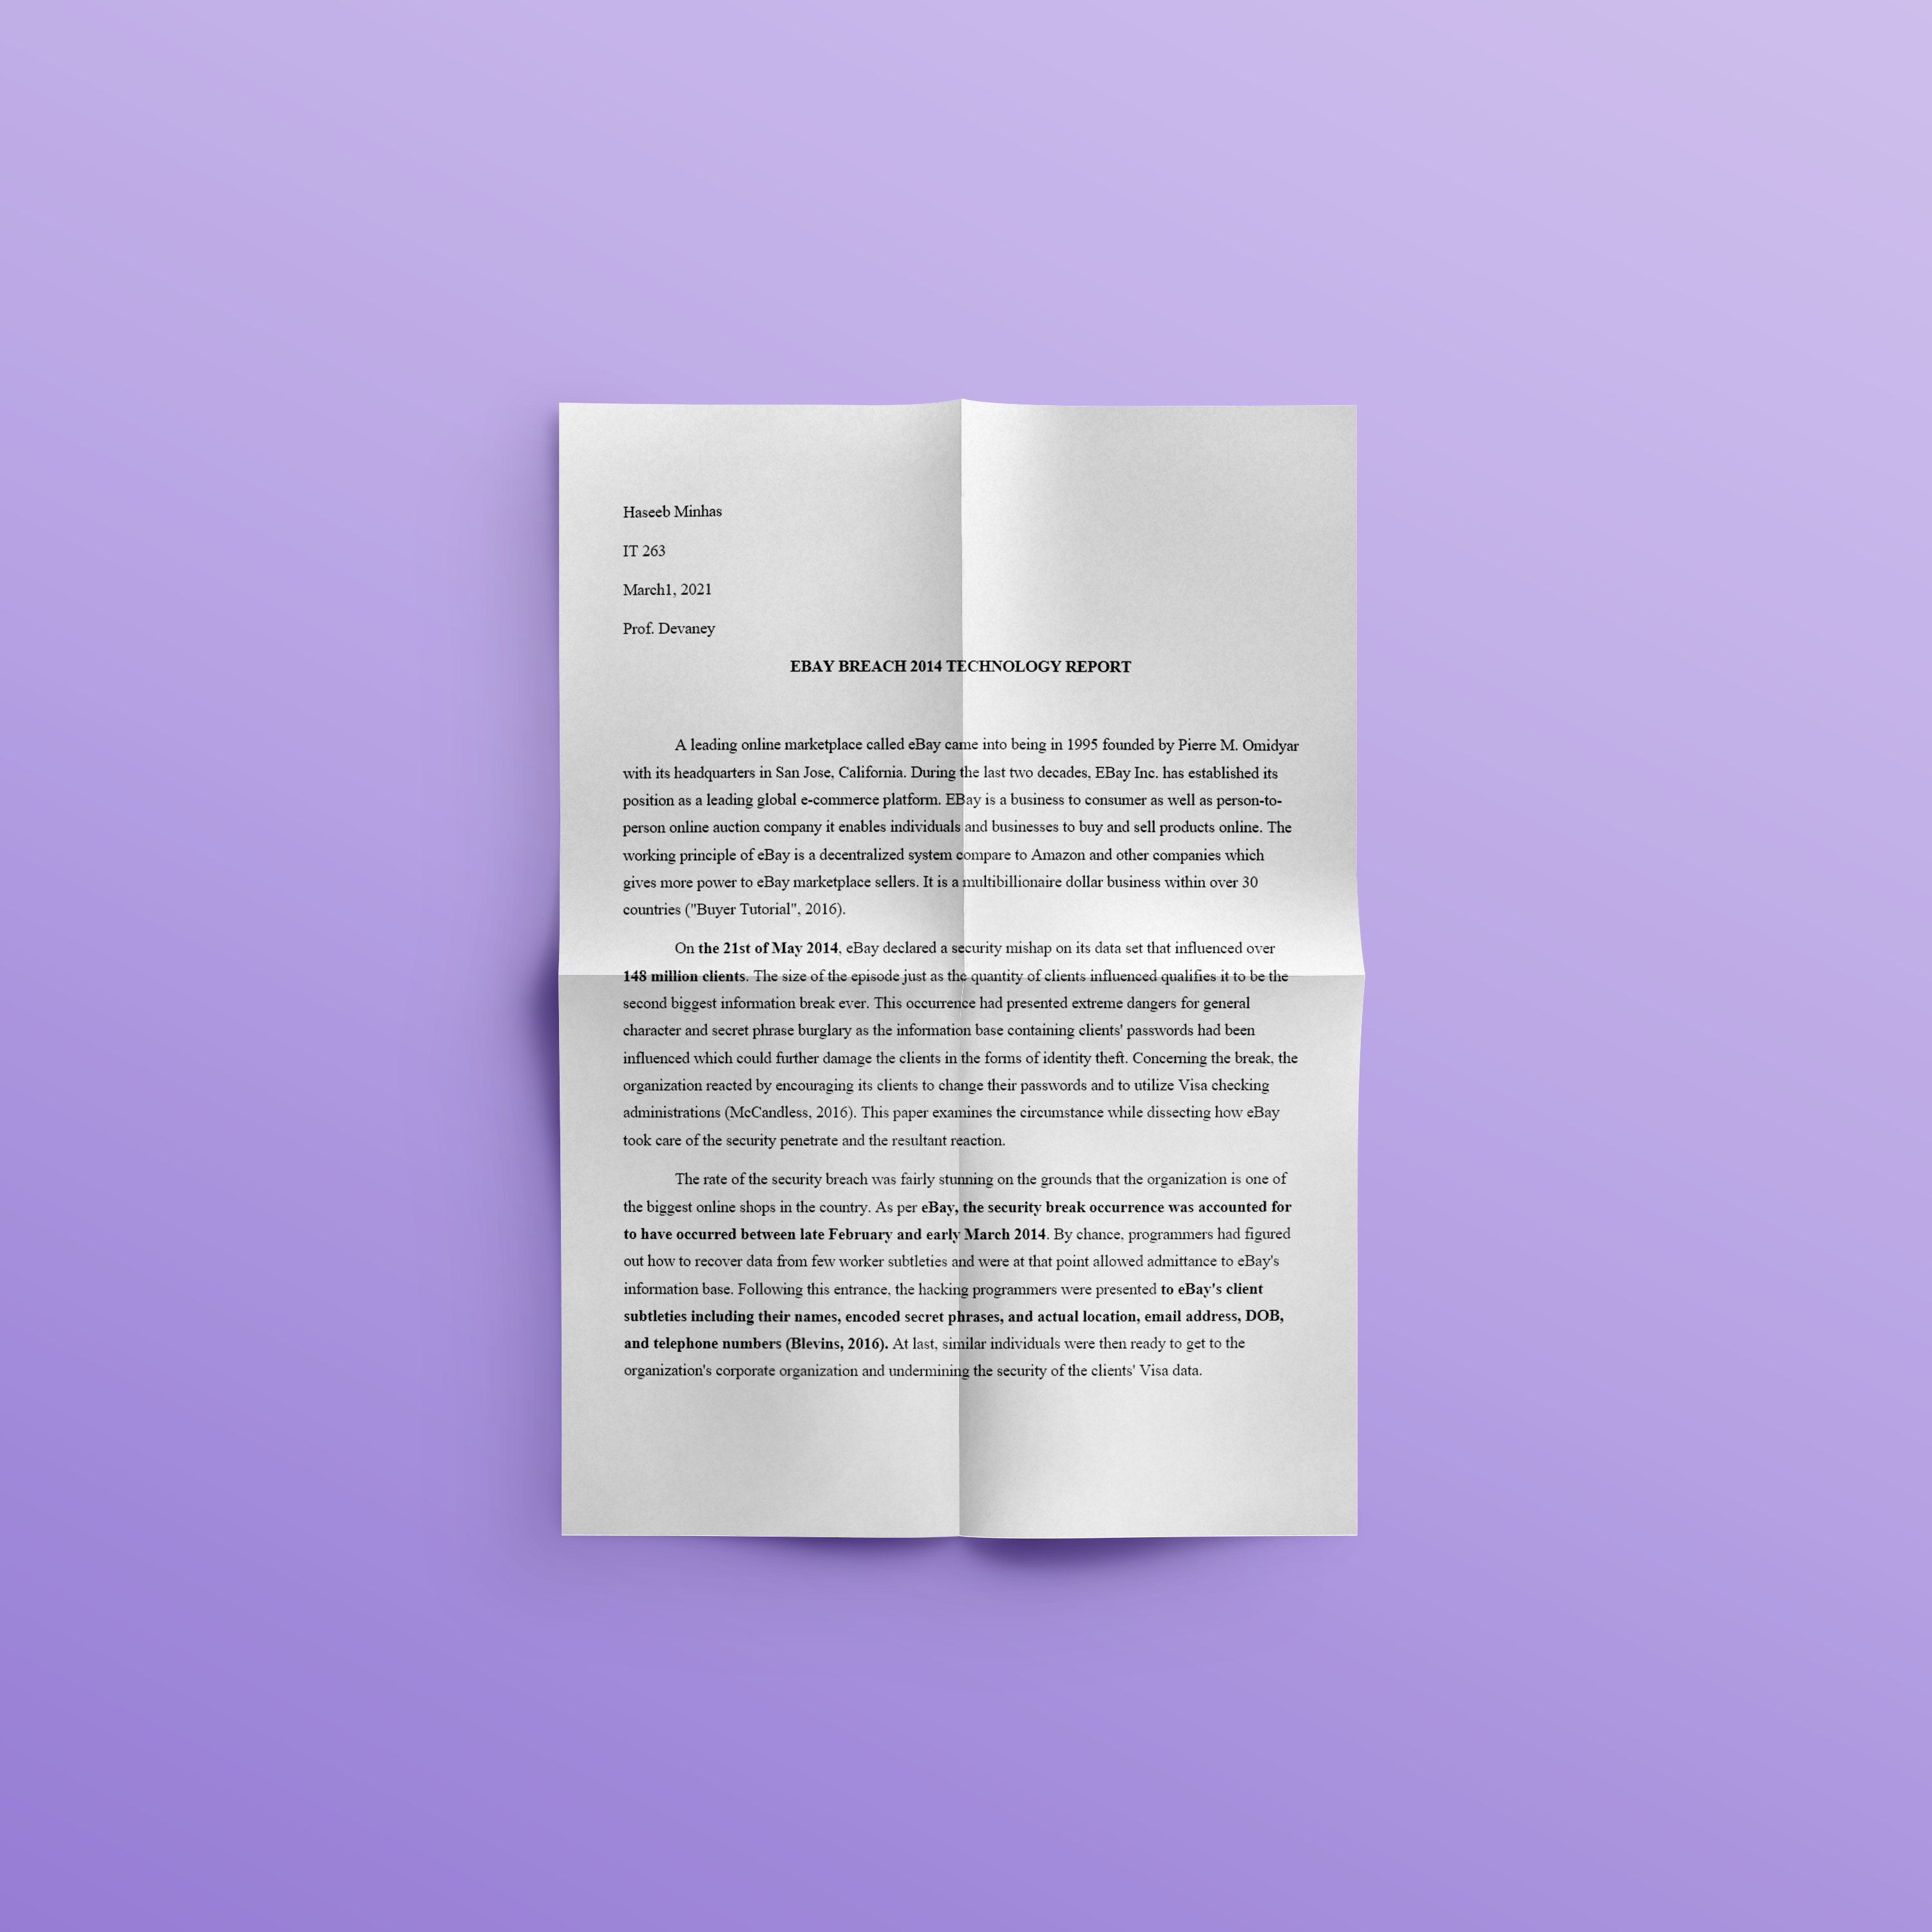 Haseeb Minhas
IT 263
March1, 2021
Prof. Devaney
EBAY BREACH 2014 TECHNOLOGY REPORT
A leading online marketplace called eBay came into being in 1995 founded by Pierre M. Omidyar
with its headquarters in San Jose, California. During the last two decades, EBay Inc. has established its
position as a leading global e-commerce platform. EBay is a business to consumer as well as person-to-
person online auction company it enables individuals and businesses to buy and sell products online. The
working principle of eBay is a decentralized system compare to Amazon and other companies which
gives more power to eBay marketplace sellers. It is a multibillionaire dollar business within over 30
countries ("Buyer Tutorial", 2016).
On the 21st of May 2014, eBay declared a security mishap on its data set that influenced over
148 million clients. The size of the episode just as the quantity of clients influenced qualifies it to be the
second biggest information break ever. This occurrence had presented extreme dangers for general
character and secret phrase burglary as the information base containing clients' passwords had been
influenced which could further damage the clients in the forms of identity theft. Concerning the break, the
organization reacted by encouraging its clients to change their passwords and to utilize Visa checking
administrations (McCandless, 2016). This paper examines the circumstance while dissecting how eBay
took care of the security penetrate and the resultant reaction.
The rate of the security breach was fairly stunning on the grounds that the organization is one of
the biggest online shops in the country. As per eBay, the security break occurrence was accounted for
to have occurred between late February and early March 2014. By chance, programmers had figured
out how to recover data from few worker subtleties and were at that point allowed admittance to eBay's
information base. Following this entrance, the hacking programmers were presented to eBay's client
subtleties including their names, encoded secret phrases, and actual location, email address, DOB,
and telephone numbers (Blevins, 2016). At last, similar individuals were then ready to get to the
organization's corporate organization and undermining the security of the clients' Visa data.